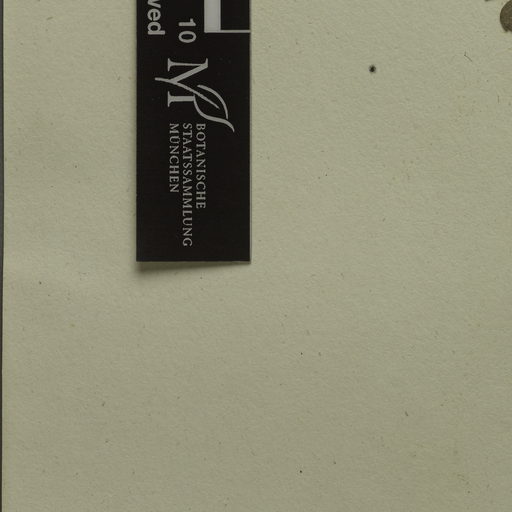 ved
10
M
BOTANISCHE
STAATSSAMMLUNG
MÜNCHEN